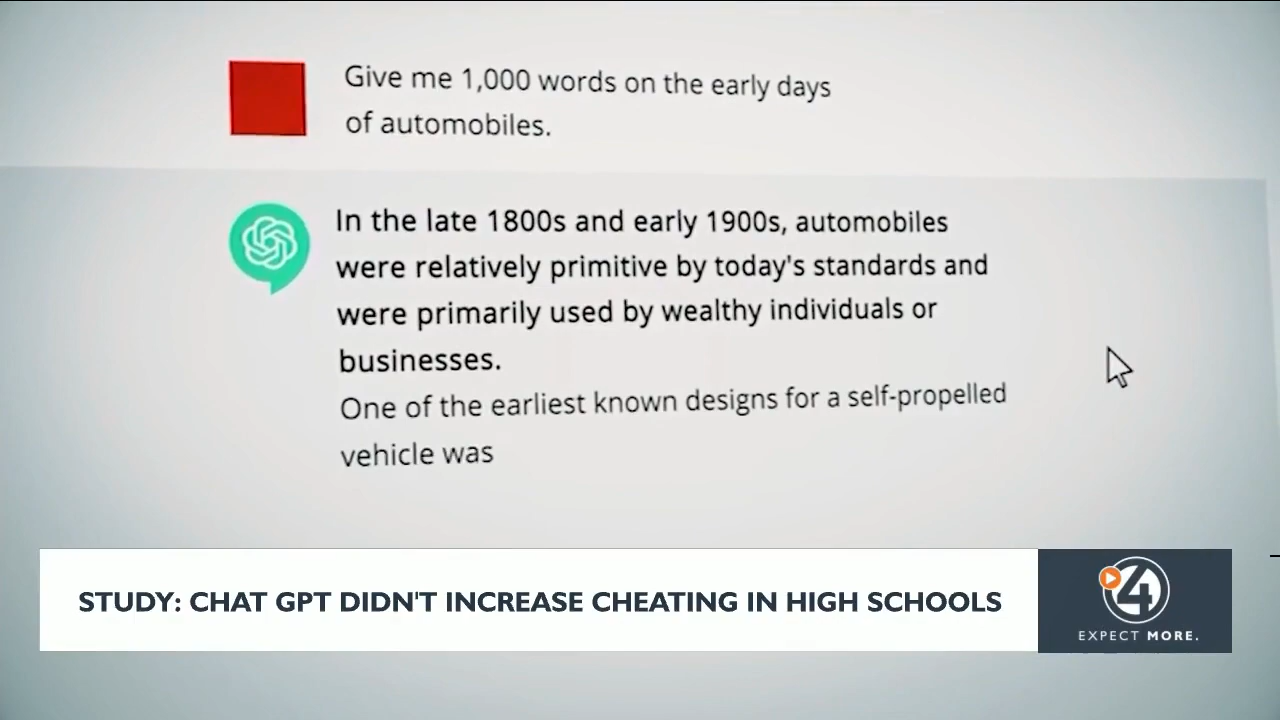 Give me 1,000 words on the early days
of automobiles.
In the late 1800s and early 1900s, automobiles
were relatively primitive by today's standards and
were primarily used by wealthy individuals or
businesses.
One of the earliest known designs for a self-propelled
vehicle was
STUDY: CHAT GPT DIDN'T INCREASE CHEATING IN HIGH SCHOOLS
4
EXPECT MORE.